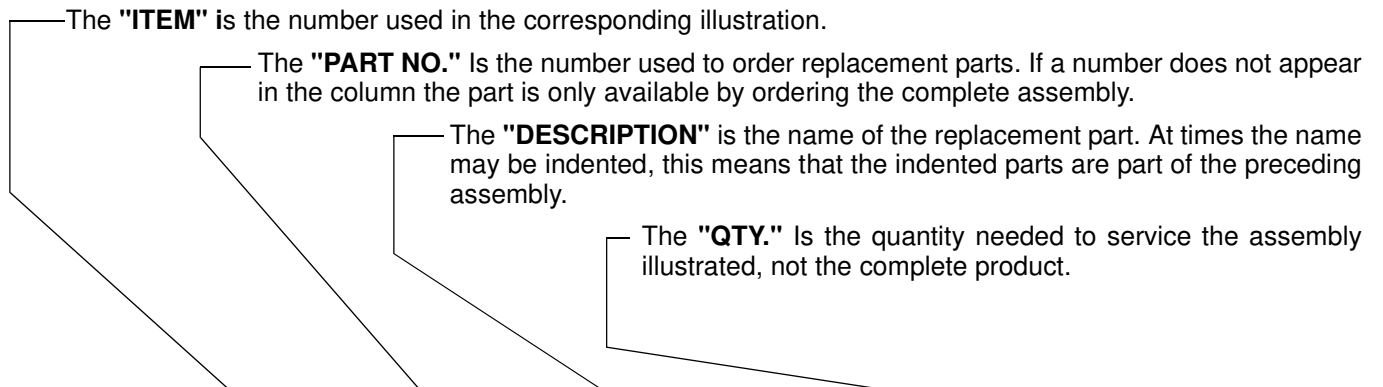 The "ITEM" is the number used in the corresponding illustration.
The "PART NO." Is the number used to order replacement parts. If a number does not appear
in the column the part is only available by ordering the complete assembly.
The "DESCRIPTION" is the name of the replacement part. At times the name
may be indented, this means that the indented parts are part of the preceding
assembly.
The "QTY." Is the quantity needed to service the assembly
illustrated, not the complete product.